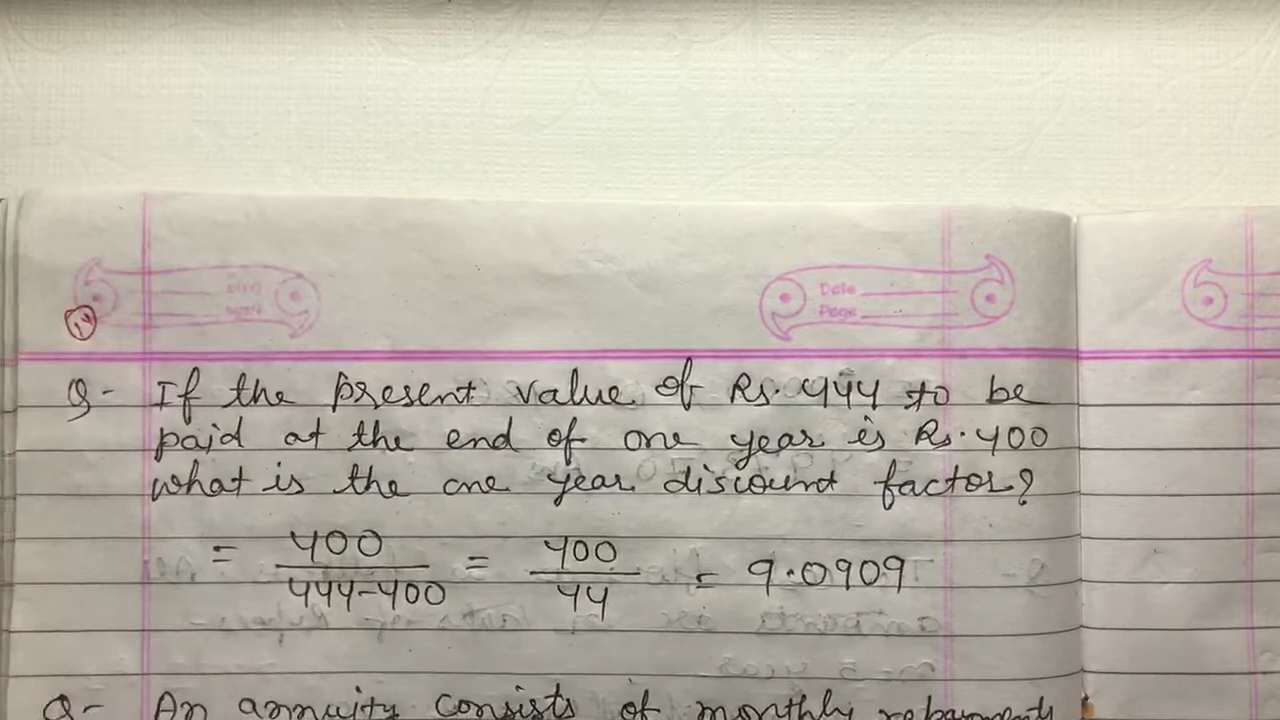 Date
Page
14
Q- If the present value of Rs. 444 to be
paid at the end of one year is Rs. 400
what is the one year discount factor?
= 400/444-400 = 400/44 = 9.0909
Q- An annuity consists of monthly repayments